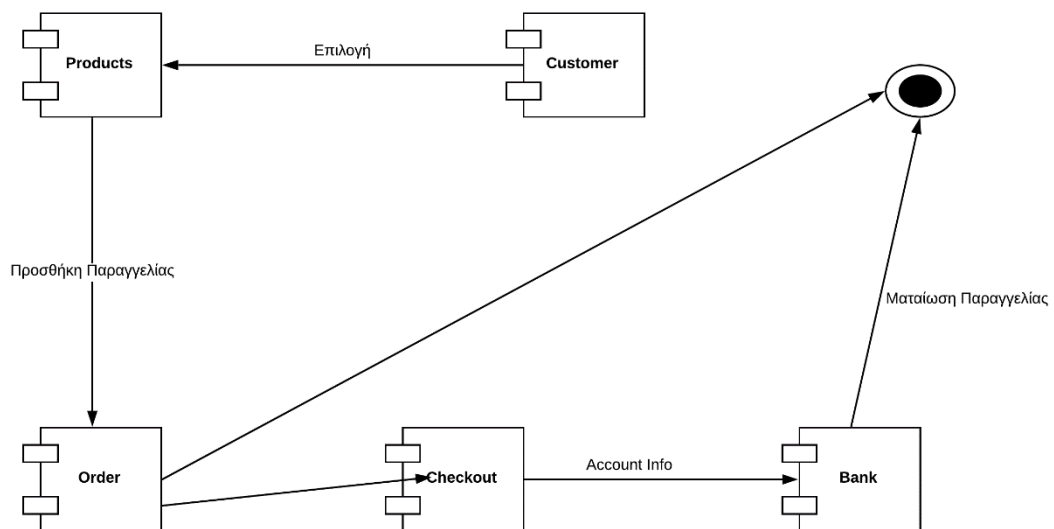 Επιλογή
Products
Customer
Προσθήκη Παραγγελίας
Ματαίωση Παραγγελίας
Account Info
Order
Checkout
Bank